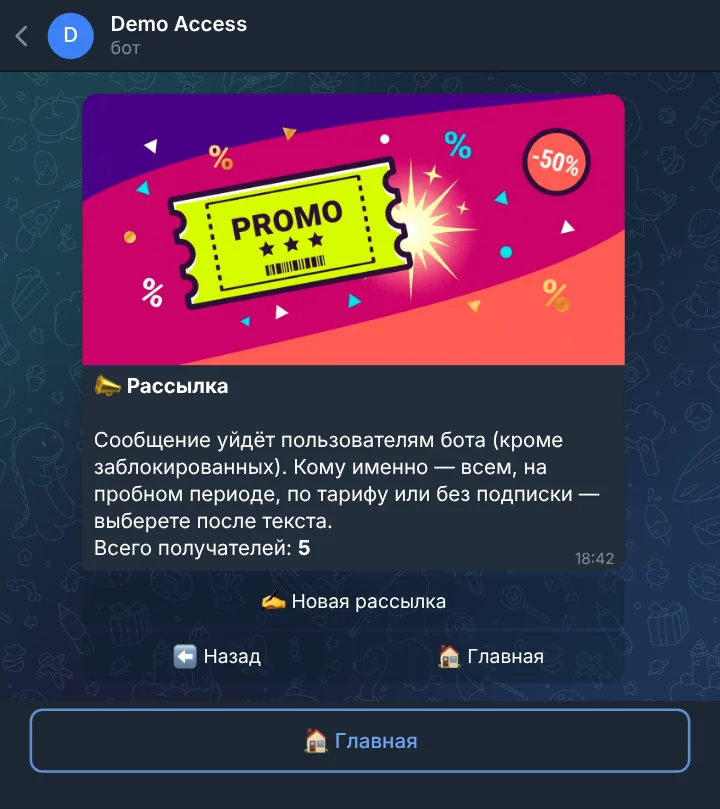 D
Demo Access
бот
%
%
-50%
PROMO
%
%
📣 Рассылка
Сообщение уйдёт пользователям бота (кроме
заблокированных). Кому именно — всем, на
пробном периоде, по тарифу или без подписки —
выберете после текста.
Всего получателей: 5
18:42
✍️ Новая рассылка
⬅️ Назад
🏠 Главная
🏠 Главная